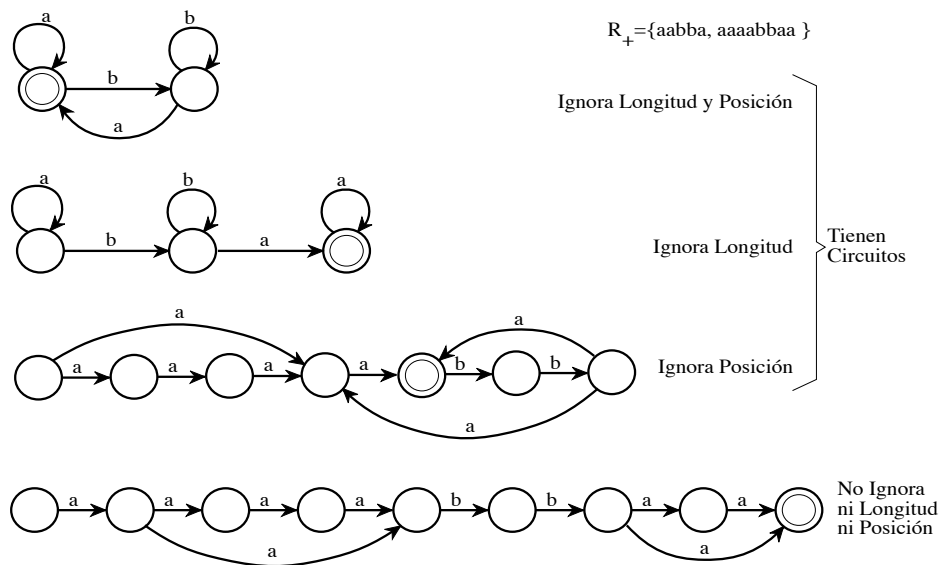 a
b
R+={aabba, aaaabbaa }
b
Ignora Longitud y Posición
a
a
b
a
b
a
Ignora Longitud
Tienen
Circuitos
a
a
a
a
a
a
b
b
Ignora Posición
a
a
a
a
a
b
b
a
a
No Ignora
ni Longitud
ni Posición
a
a